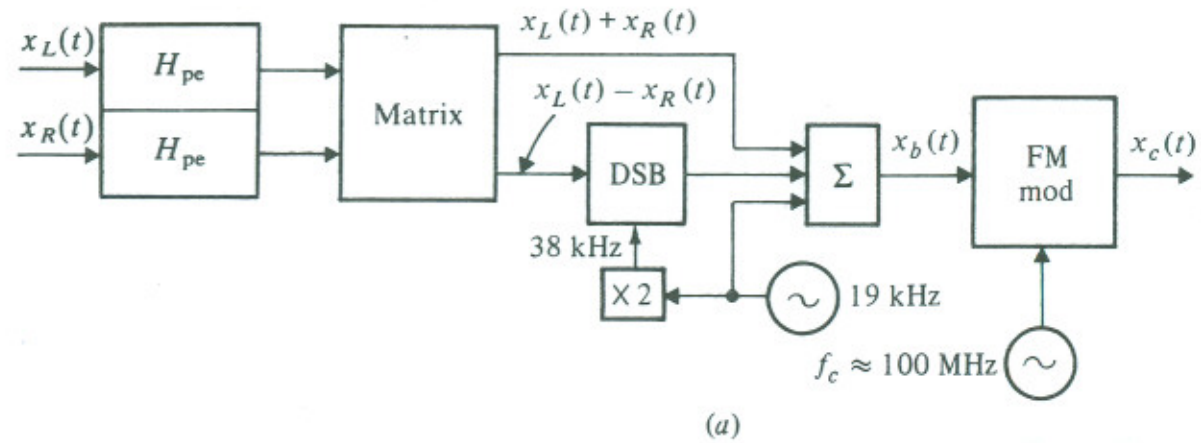 x_L(t)
H_pe
x_R(t)
H_pe
Matrix
x_L(t) + x_R(t)
x_L(t) − x_R(t)
DSB
38 kHz
X 2
19 kHz
Σ
x_b(t)
FM
mod
x_c(t)
f_c ≈ 100 MHz
(a)